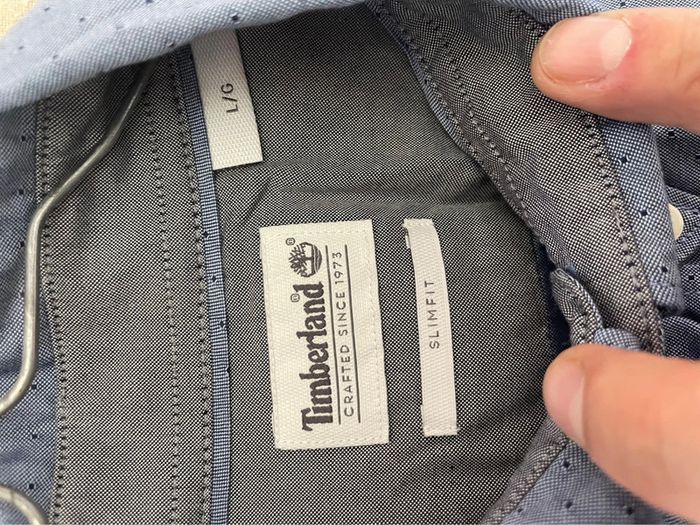 L/G
®
Timberland®
CRAFTED SINCE 1973
SLIMFIT